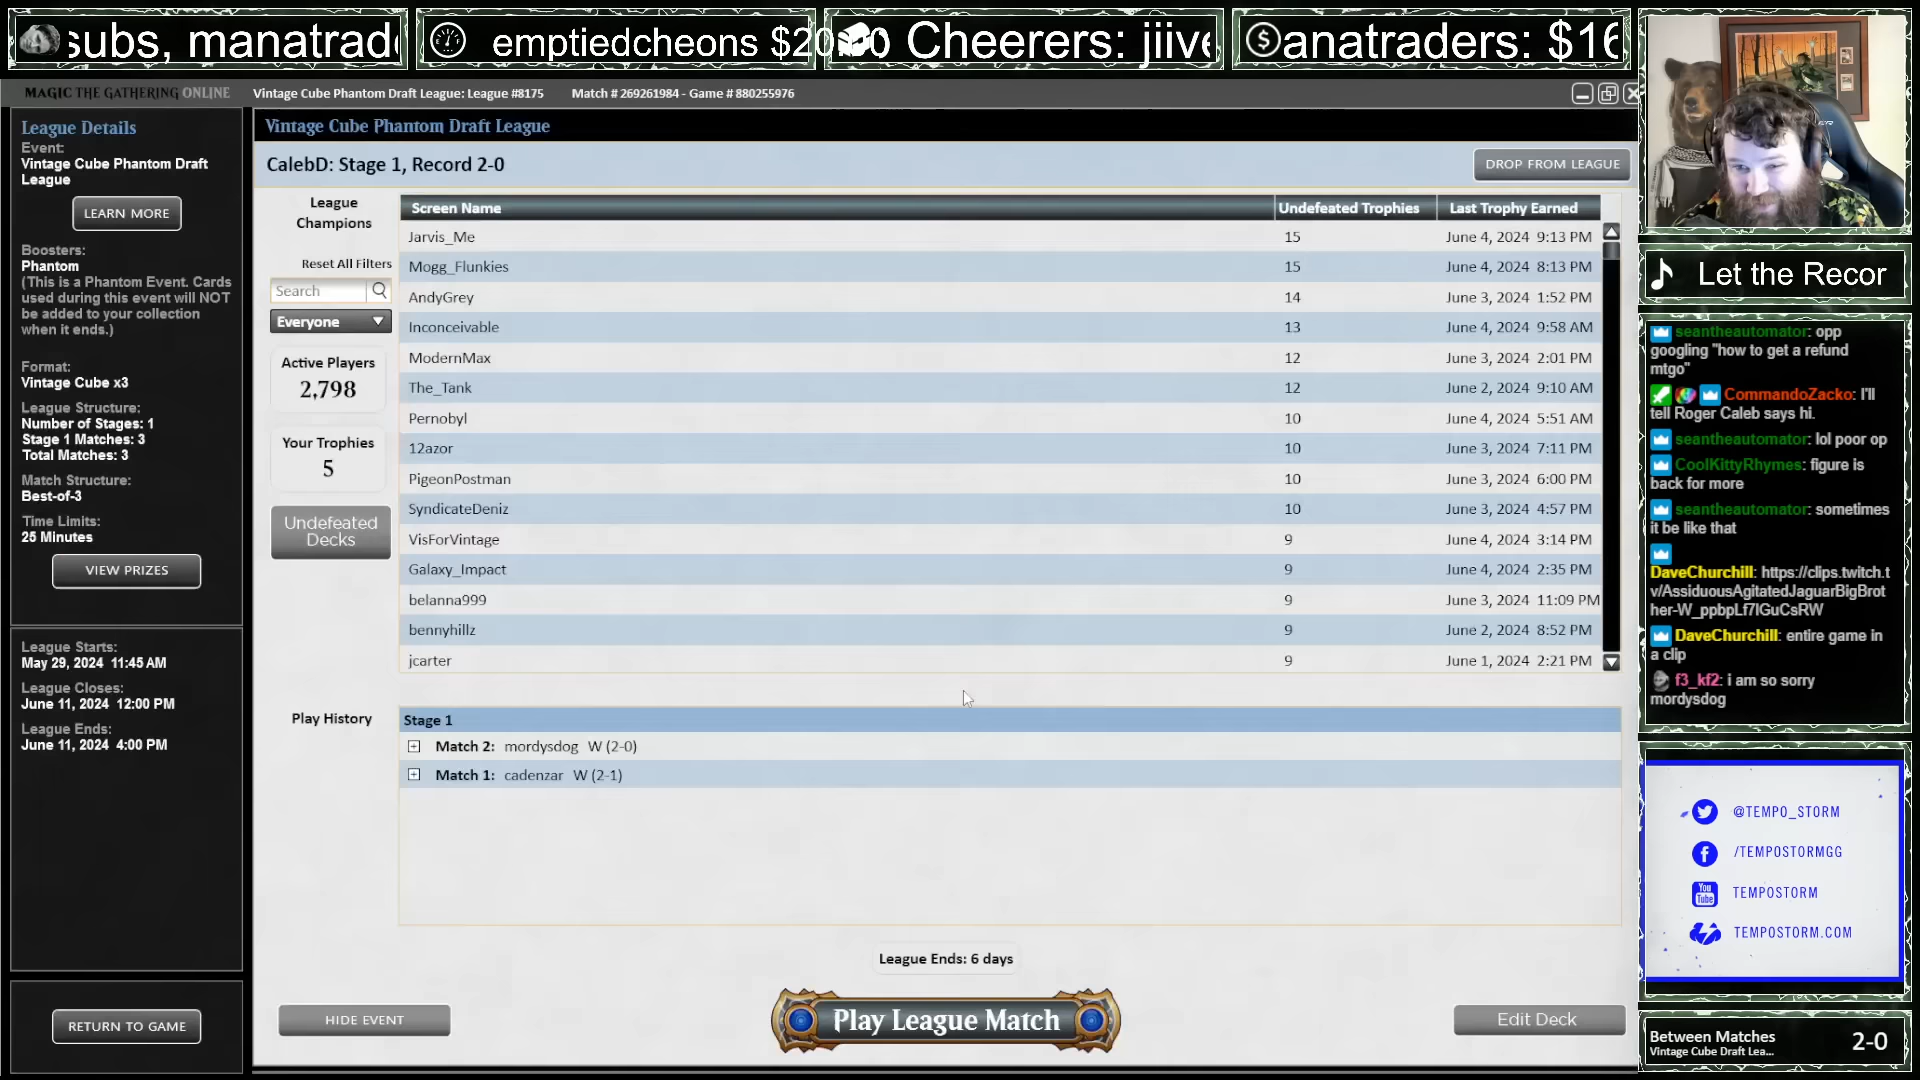 subs, manatrad
emptiedcheons $20.00
Cheerers: jiive
anatraders: $16
MAGIC THE GATHERING ONLINE
Vintage Cube Phantom Draft League: League #8175
Match # 269261984 - Game # 880255976
League Details
Event:
Vintage Cube Phantom Draft
League
LEARN MORE
Boosters:
Phantom
(This is a Phantom Event. Cards
used during this event will NOT
be added to your collection
when it ends.)
Format:
Vintage Cube x3
League Structure:
Number of Stages: 1
Stage 1 Matches: 3
Total Matches: 3
Match Structure:
Best-of-3
Time Limits:
25 Minutes
VIEW PRIZES
League Starts:
May 29, 2024 11:45 AM
League Closes:
June 11, 2024 12:00 PM
League Ends:
June 11, 2024 4:00 PM
RETURN TO GAME
Vintage Cube Phantom Draft League
CalebD: Stage 1, Record 2-0
DROP FROM LEAGUE
League
Champions
Reset All Filters
Search
Everyone
Active Players
2,798
Your Trophies
5
Undefeated
Decks
Screen Name Undefeated Trophies Last Trophy Earned
Jarvis_Me 15 June 4, 2024 9:13 PM
Mogg_Flunkies 15 June 4, 2024 8:13 PM
AndyGrey 14 June 3, 2024 1:52 PM
Inconceivable 13 June 4, 2024 9:58 AM
ModernMax 12 June 3, 2024 2:01 PM
The_Tank 12 June 2, 2024 9:10 AM
Pernobyl 10 June 4, 2024 5:51 AM
12azor 10 June 3, 2024 7:11 PM
PigeonPostman 10 June 3, 2024 6:00 PM
SyndicateDeniz 10 June 3, 2024 4:57 PM
VisForVintage 9 June 4, 2024 3:14 PM
Galaxy_Impact 9 June 4, 2024 2:35 PM
belanna999 9 June 3, 2024 11:09 PM
bennyhillz 9 June 2, 2024 8:52 PM
jcarter 9 June 1, 2024 2:21 PM
Play History
Stage 1
Match 2: mordysdog W (2-0)
Match 1: cadenzar W (2-1)
League Ends: 6 days
HIDE EVENT
Play League Match
Edit Deck
Let the Recor
seantheautomator: opp
googling "how to get a refund
mtgo"
CommandoZacko: I'll
tell Roger Caleb says hi.
seantheautomator: lol poor op
CoolKittyRhymes: figure is
back for more
seantheautomator: sometimes
it be like that
DaveChurchill: https://clips.twitch.t
v/AssiduousAgitatedJaguarBigBrot
her-W_ppbpLf7IGuCsRW
DaveChurchill: entire game in
a clip
f3_kf2: i am so sorry
mordysdog
@TEMPO_STORM
/TEMPOSTORMGG
You
Tube
TEMPOSTORM
TEMPOSTORM.COM
Between Matches
Vintage Cube Draft Lea...
2-0